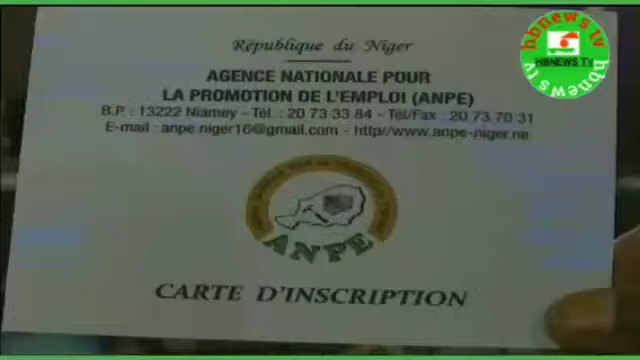 République du Niger
AGENCE NATIONALE POUR
LA PROMOTION DE L'EMPLOI (ANPE)
B.P. : 13222 Niamey - Tél. : 20 73 33 84 - Tél/Fax : 20 73 70 31
E-mail : anpe.niger16@gmail.com - http//www.anpe-niger.ne
ANPE
CARTE D'INSCRIPTION
hbnews tv
HBNEWS TV
hbnews tv